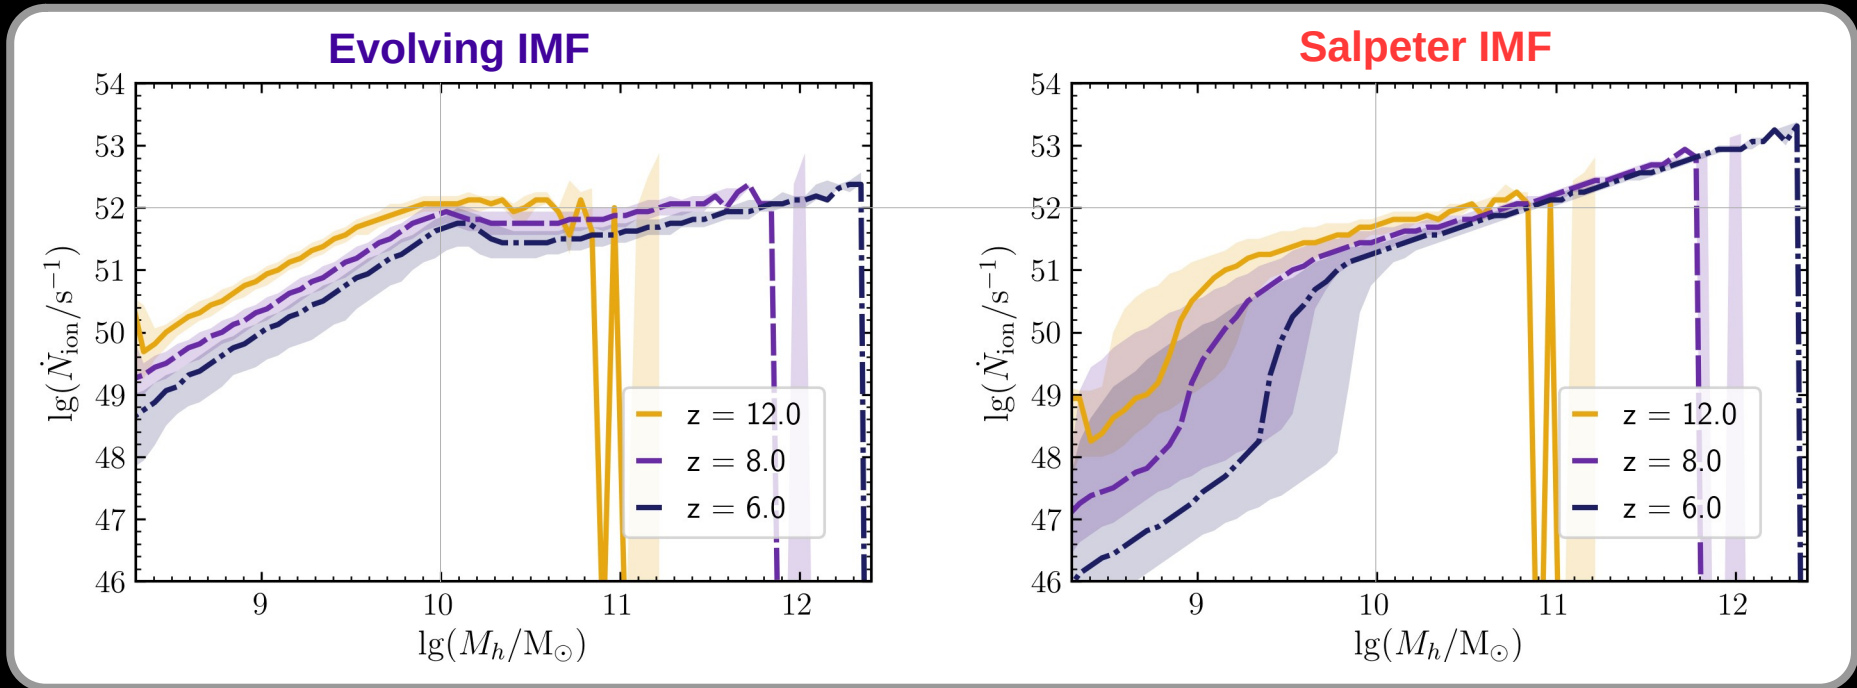 Evolving IMF
54
53
52
51
50
49
48
47
46
lg(Ṅion/s−1)
9 10 11 12
lg(Mh/M⊙)
z = 12.0
z = 8.0
z = 6.0
Salpeter IMF
54
53
52
51
50
49
48
47
46
lg(Ṅion/s−1)
9 10 11 12
lg(Mh/M⊙)
z = 12.0
z = 8.0
z = 6.0